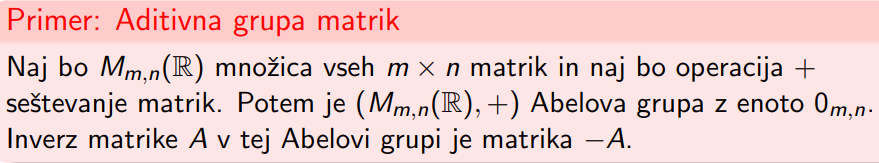 Primer: Aditivna grupa matrik
Naj bo $M_{m,n}(\mathbb{R})$ množica vseh $m \times n$ matrik in naj bo operacija $+$
seštevanje matrik. Potem je $(M_{m,n}(\mathbb{R}), +)$ Abelova grupa z enoto $0_{m,n}$.
Inverz matrike $A$ v tej Abelovi grupi je matrika $-A$.